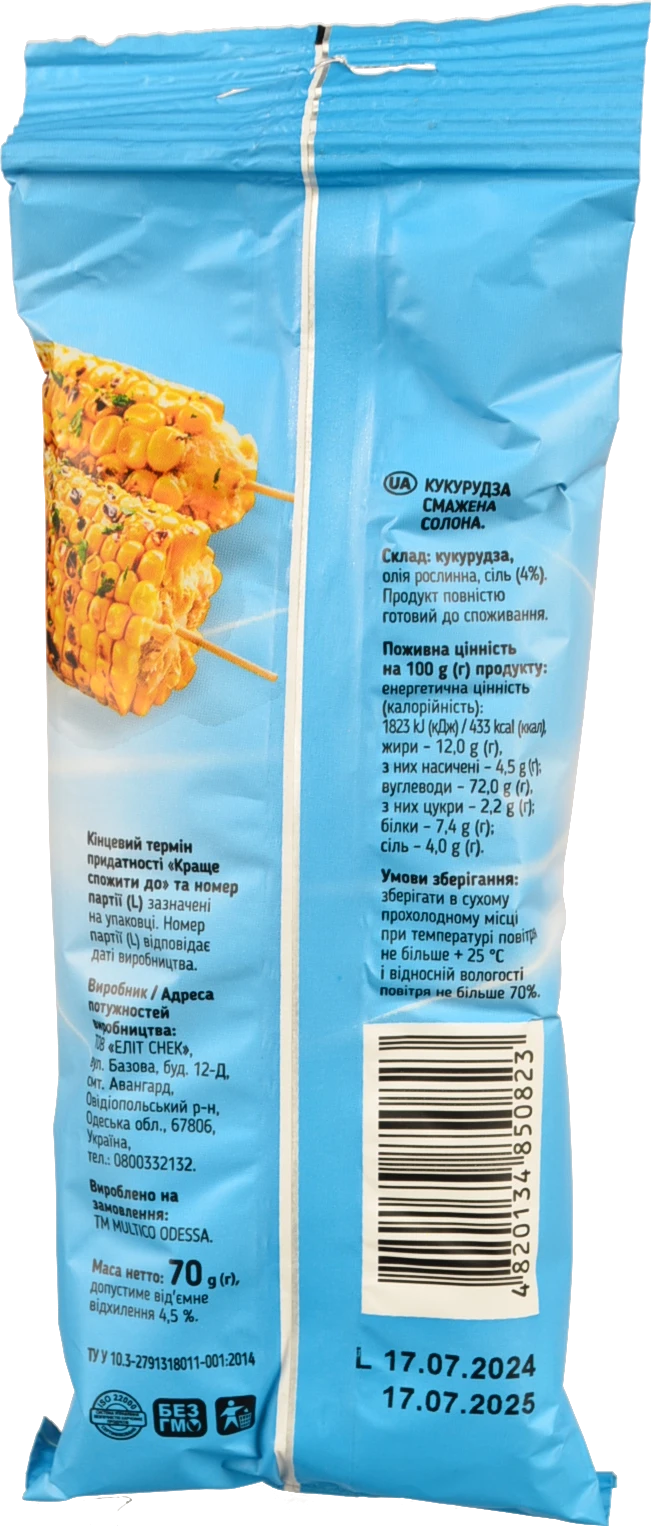 UA КУКУРУДЗА
СМАЖЕНА
СОЛОНА.
Склад: кукурудза,
олія рослинна, сіль (4%).
Продукт повністю
готовий до споживання.
Поживна цінність
на 100 g (г) продукту:
енергетична цінність
(калорійність):
1823 kJ (кДж) / 433 kcal (ккал),
жири – 12,0 g (г),
з них насичені – 4,5 g (г);
вуглеводи – 72,0 g (г),
з них цукри – 2,2 g (г);
білки – 7,4 g (г);
сіль – 4,0 g (г).
Умови зберігання:
зберігати в сухому
прохолодному місці
при температурі повітря
не більше + 25 °C
і відносній вологості
повітря не більше 70%.
4820134850823
L 17.07.2024
17.07.2025
Кінцевий термін
придатності «Краще
спожити до» та номер
партії (L) зазначені
на упаковці. Номер
партії (L) відповідає
даті виробництва.
Виробник / Адреса
потужностей
виробництва:
ТОВ «ЕЛІТ СНЕК»,
вул. Базова, буд. 12-Д,
смт. Авангард,
Овідіопольський р-н,
Одеська обл., 67806,
Україна,
тел.: 0800332132.
Вироблено на
замовлення:
TM MULTICO ODESSA.
Маса нетто: 70 g (г),
допустиме від'ємне
відхилення 4,5 %.
ТУ У 10.3-2791318011-001:2014
ISO 22000
БЕЗ
ГМО